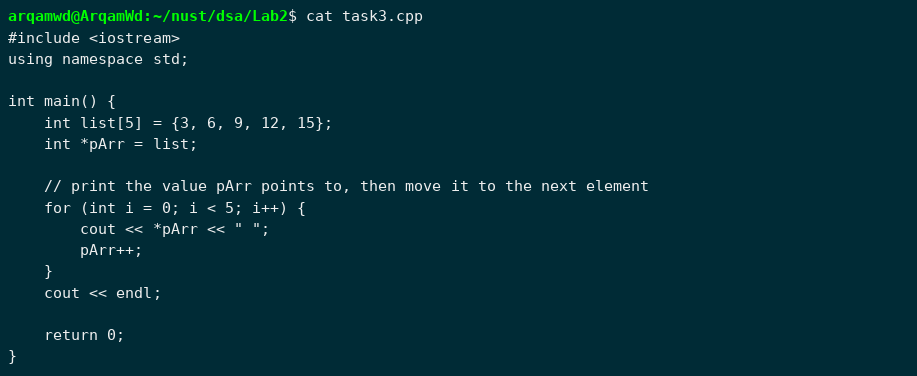 arqamwd@ArqamWd:~/nust/dsa/Lab2$ cat task3.cpp
#include <iostream>
using namespace std;

int main() {
    int list[5] = {3, 6, 9, 12, 15};
    int *pArr = list;

    // print the value pArr points to, then move it to the next element
    for (int i = 0; i < 5; i++) {
        cout << *pArr << " ";
        pArr++;
    }
    cout << endl;

    return 0;
}